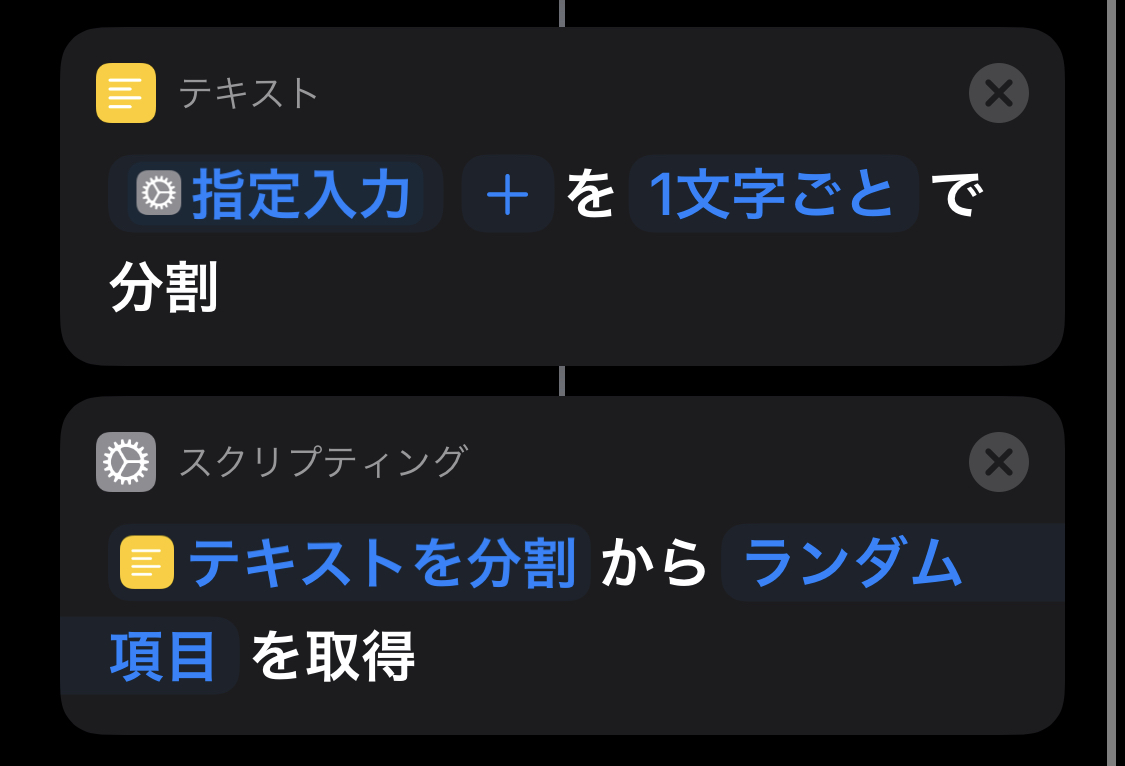 テキスト
指定入力 + を 1文字ごと で
分割
スクリプティング
テキストを分割 から ランダム
項目 を取得